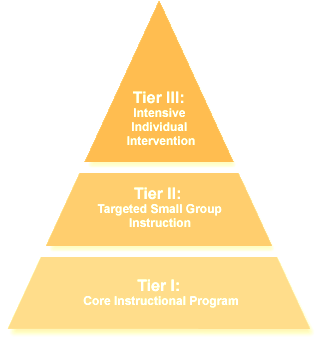 Tier III:
Intensive
Individual
Intervention
Tier II:
Targeted Small Group
Instruction
Tier I:
Core Instructional Program